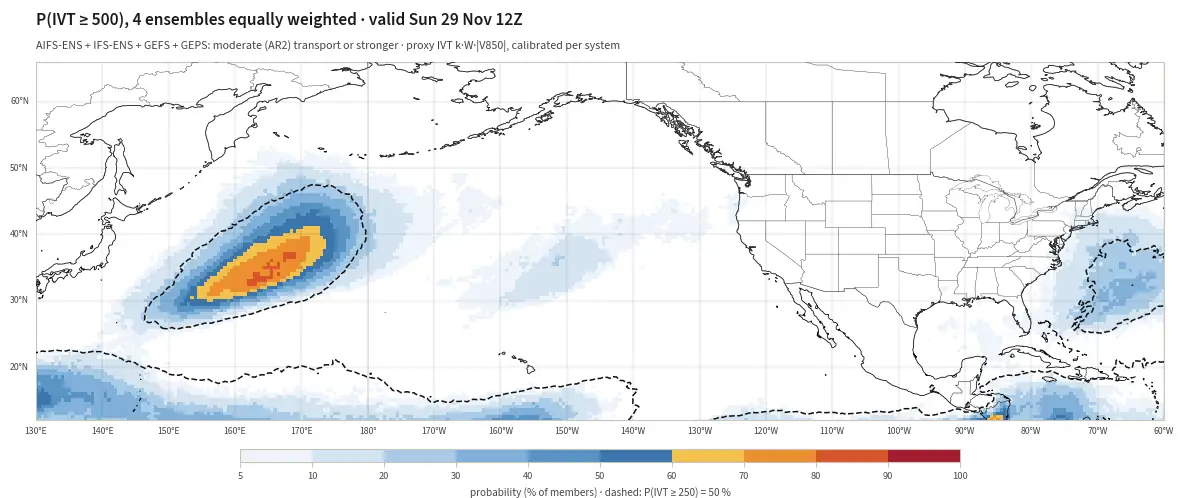 P(IVT ≥ 500), 4 ensembles equally weighted · valid Sun 29 Nov 12Z
AIFS-ENS + IFS-ENS + GEFS + GEPS: moderate (AR2) transport or stronger · proxy IVT k·W·|V850|, calibrated per system
60°N
50°N
40°N
30°N
20°N
130°E 140°E 150°E 160°E 170°E 180° 170°W 160°W 150°W 140°W 130°W 120°W 110°W 100°W 90°W 80°W 70°W 60°W
5 10 20 30 40 50 60 70 80 90 100
probability (% of members) · dashed: P(IVT ≥ 250) = 50 %